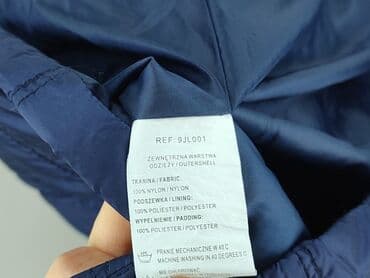 REF: 9JL001
ZEWNĘTRZNA WARSTWA
ODZIEŻY / OUTERSHELL
TKANINA / FABRIC:
100% NYLON / NYLON
PODSZEWKA / LINING:
100% POLIESTER / POLYESTER
WYPEŁNIENIE / PADDING:
100% POLIESTER / POLYESTER
PRANIE MECHANICZNE W 40 C
MACHINE WASHING IN 40 DEGREES C